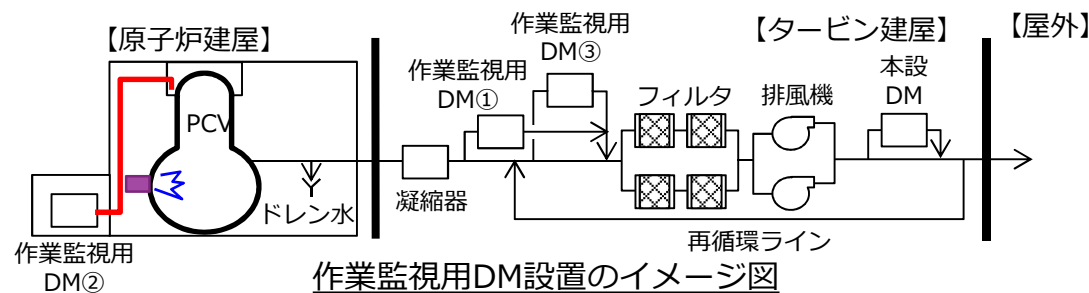 【原子炉建屋】
作業監視用
DM③
【タービン建屋】
【屋外】
作業監視用
DM①
フィルタ
排風機
本設
DM
PCV
凝縮器
ドレン水
作業監視用
DM②
再循環ライン
作業監視用DM設置のイメージ図